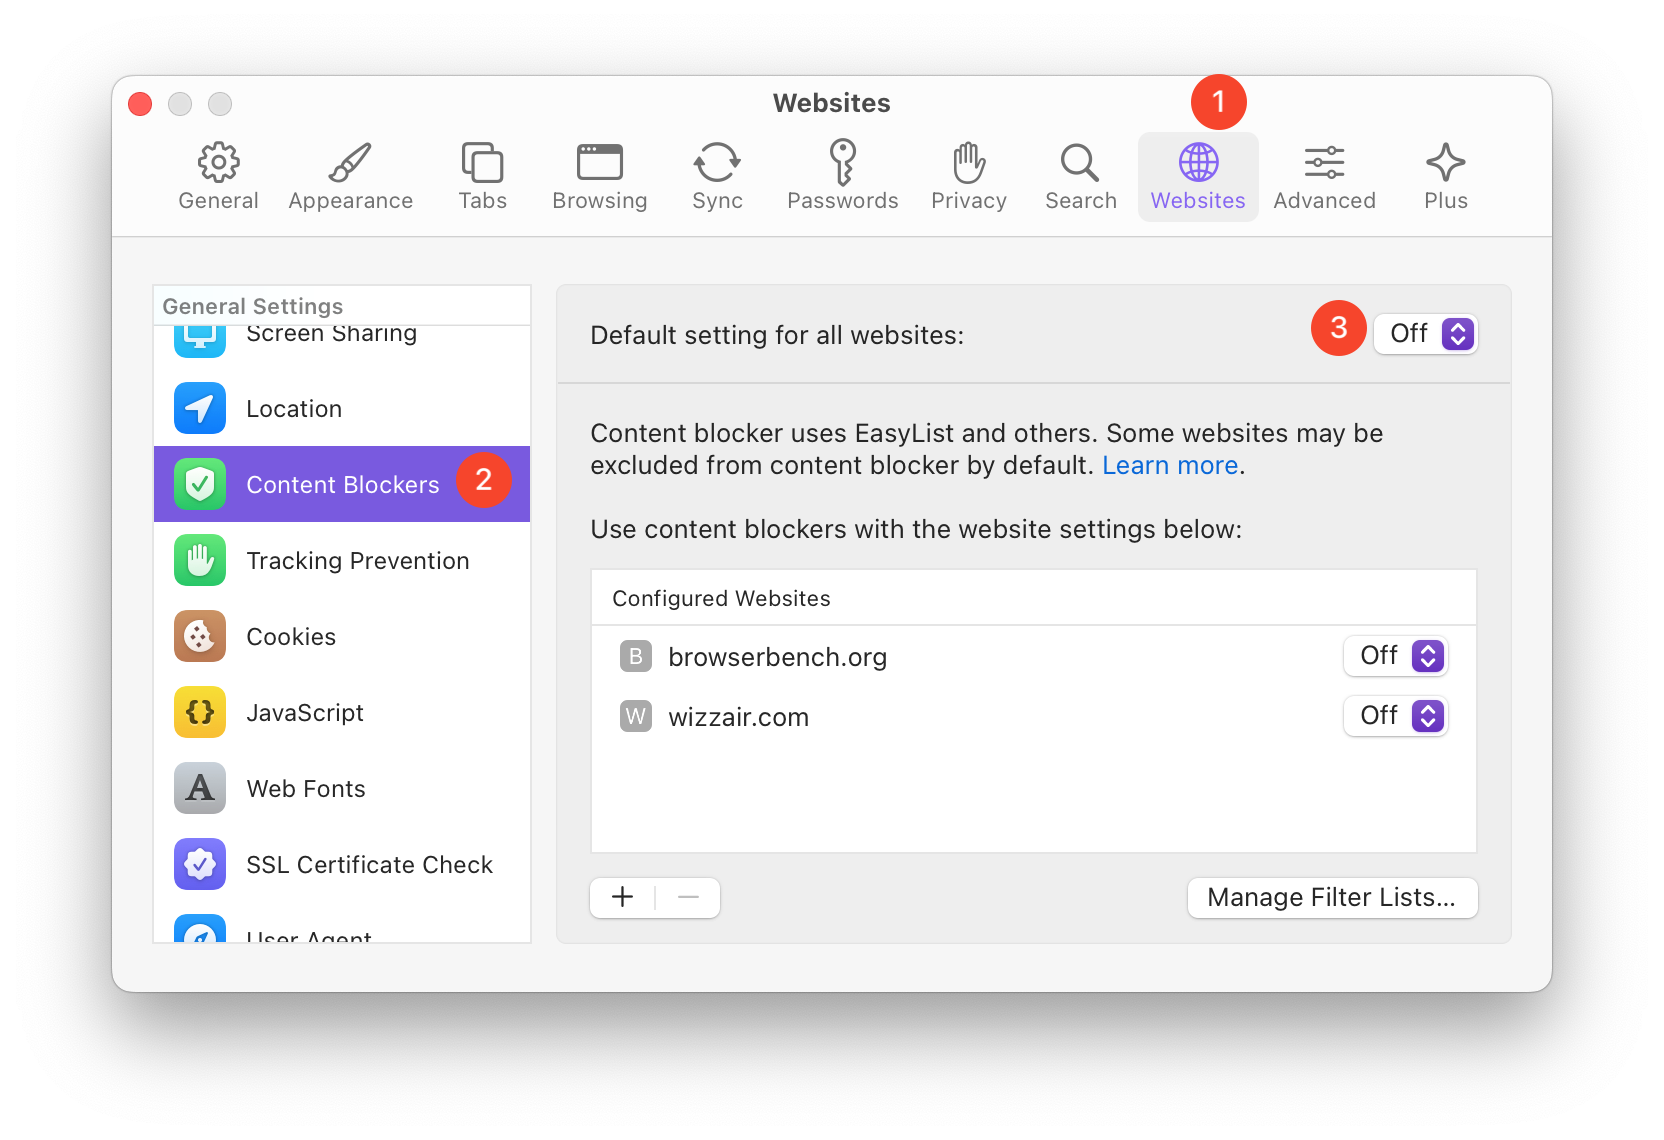 Websites
1
General
Appearance
Tabs
Browsing
Sync
Passwords
Privacy
Search
Websites
Advanced
Plus
General Settings
Screen Sharing
Location
Content Blockers
2
Tracking Prevention
Cookies
JavaScript
A
Web Fonts
SSL Certificate Check
User Agent
Default setting for all websites:
3
Off
Content blocker uses EasyList and others. Some websites may be
excluded from content blocker by default. Learn more.
Use content blockers with the website settings below:
Configured Websites
B browserbench.org Off
W wizzair.com Off
+ −
Manage Filter Lists...